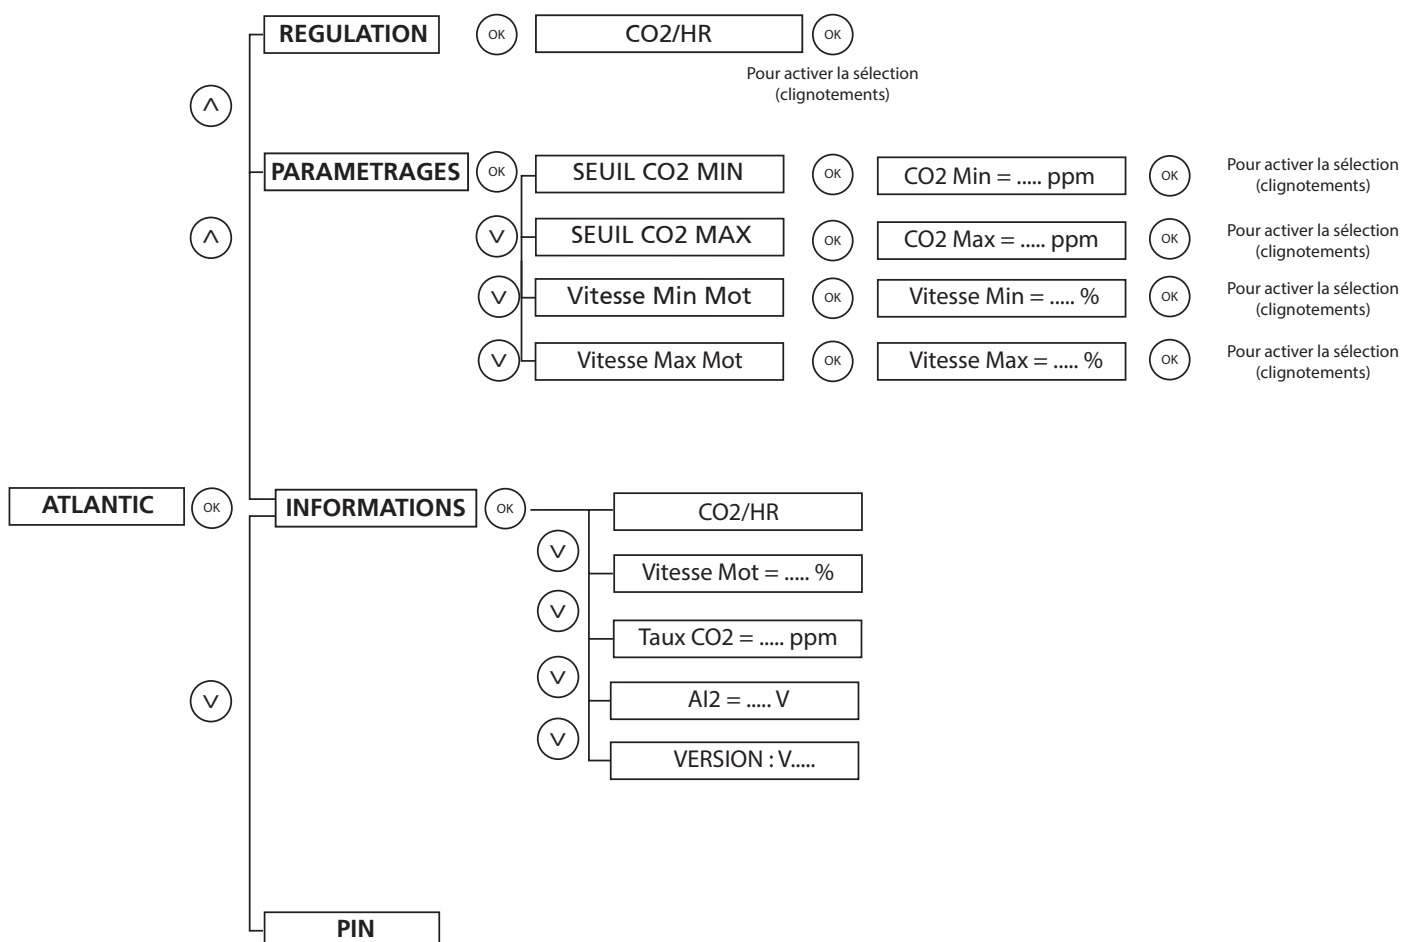 REGULATION OK CO2/HR OK
Pour activer la sélection
(clignotements)
PARAMETRAGES OK SEUIL CO2 MIN OK CO2 Min = ..... ppm OK Pour activer la sélection
(clignotements)
SEUIL CO2 MAX OK CO2 Max = ..... ppm OK Pour activer la sélection
(clignotements)
Vitesse Min Mot OK Vitesse Min = ..... % OK Pour activer la sélection
(clignotements)
Vitesse Max Mot OK Vitesse Max = ..... % OK Pour activer la sélection
(clignotements)
ATLANTIC OK INFORMATIONS OK CO2/HR
Vitesse Mot = ..... %
Taux CO2 = ..... ppm
AI2 = ..... V
VERSION : V.....
PIN